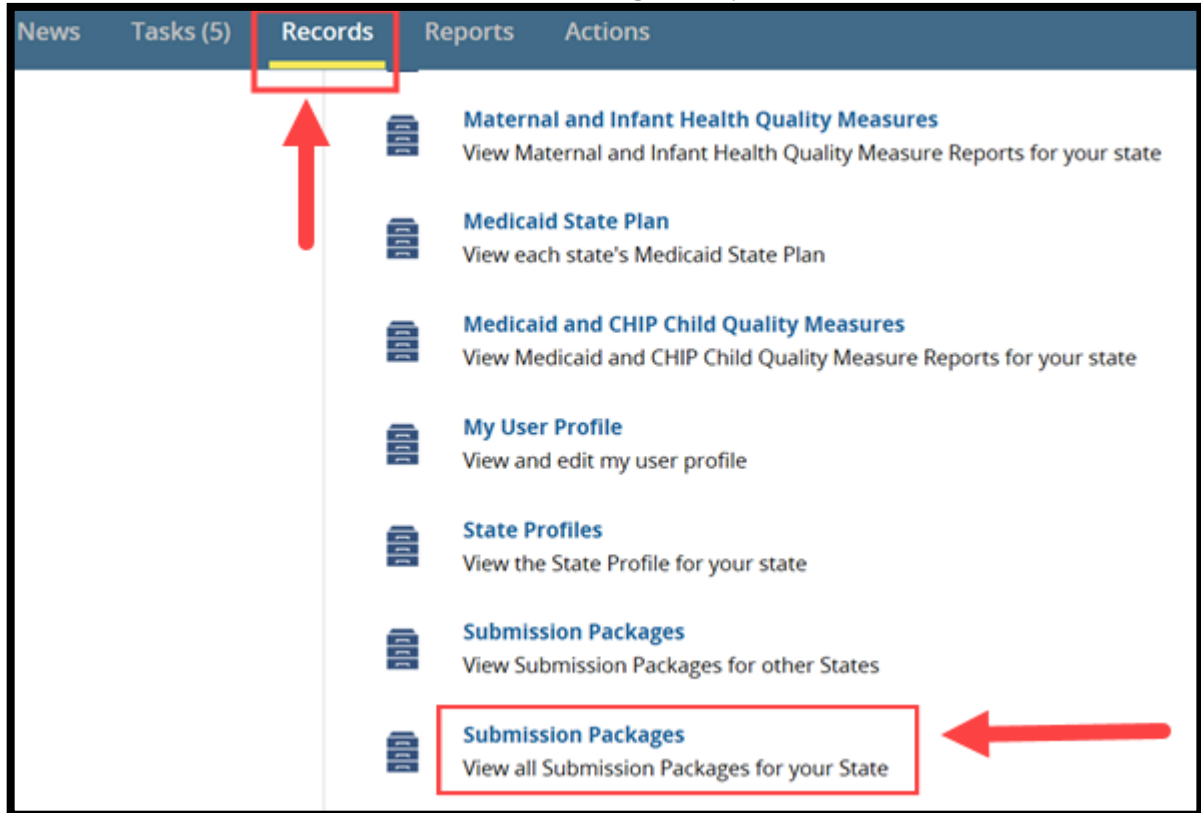 News Tasks (5) Records Reports Actions
Maternal and Infant Health Quality Measures
View Maternal and Infant Health Quality Measure Reports for your state
Medicaid State Plan
View each state's Medicaid State Plan
Medicaid and CHIP Child Quality Measures
View Medicaid and CHIP Child Quality Measure Reports for your state
My User Profile
View and edit my user profile
State Profiles
View the State Profile for your state
Submission Packages
View Submission Packages for other States
Submission Packages
View all Submission Packages for your State